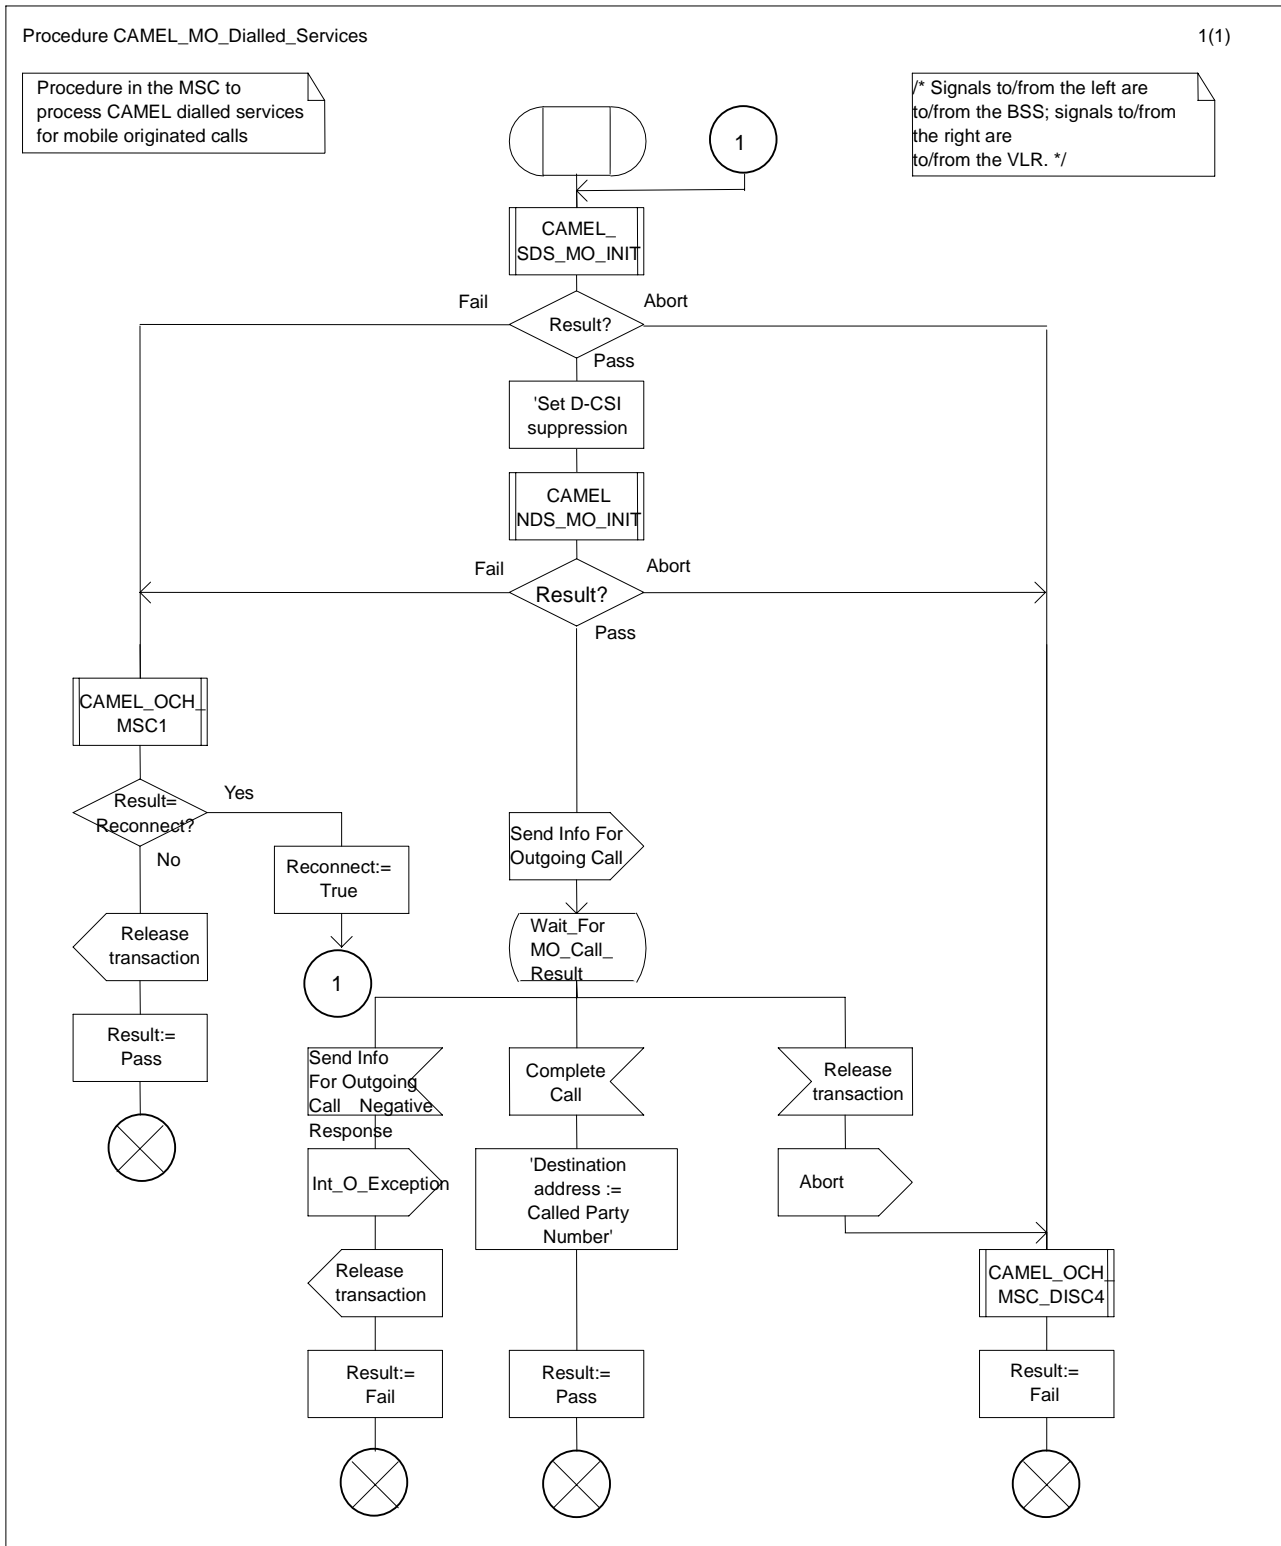 Procedure CAMEL_MO_Dialled_Services
1(1)
Procedure in the MSC to
process CAMEL dialled services
for mobile originated calls
/* Signals to/from the left are
to/from the BSS; signals to/from
the right are
to/from the VLR. */
1
CAMEL_
SDS_MO_INIT
Fail
Abort
Result?
Pass
'Set D-CSI
suppression
CAMEL
NDS_MO_INIT
Fail
Abort
Result?
Pass
CAMEL_OCH_
MSC1
Result=
Reconnect?
Yes
No
Reconnect:=
True
Send Info For
Outgoing Call
Release
transaction
Wait_For
MO_Call_
Result
1
Result:=
Pass
Send Info
For Outgoing
Call Negative
Response
Complete
Call
Release
transaction
Int_O_Exception
'Destination
address :=
Called Party
Number'
Abort
Release
transaction
CAMEL_OCH_
MSC_DISC4
Result:=
Fail
Result:=
Pass
Result:=
Fail